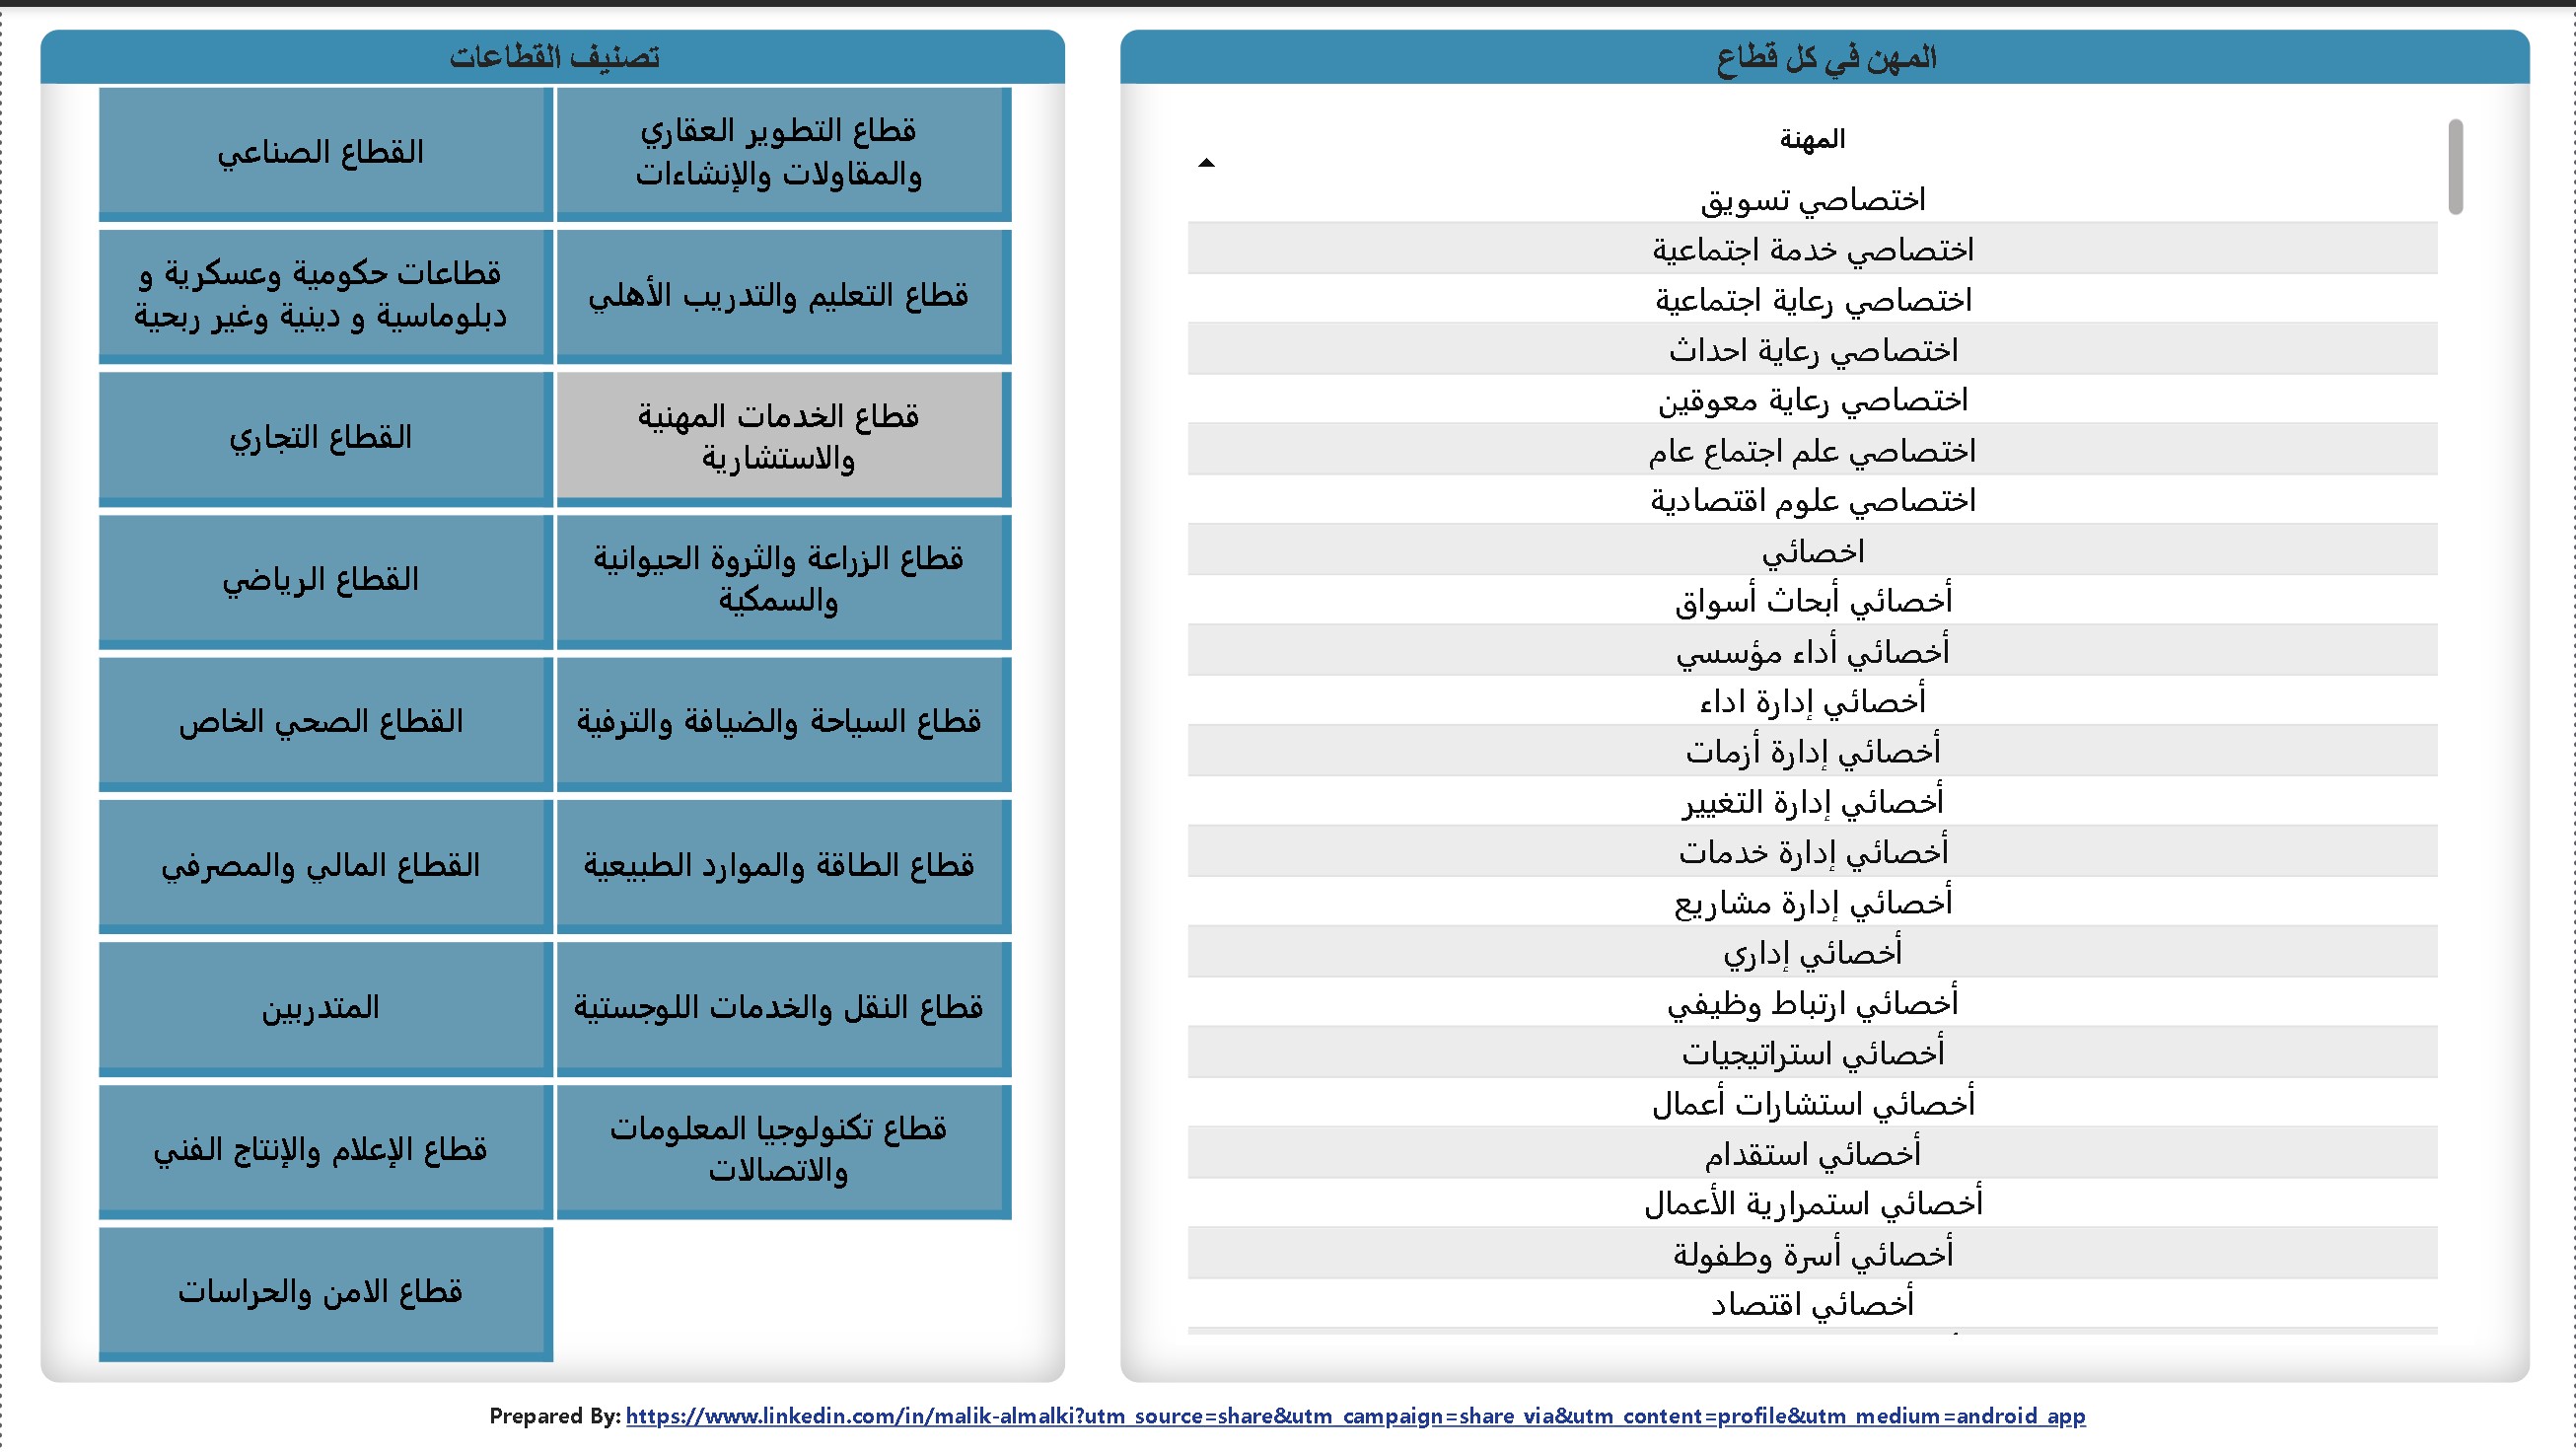 المهن في كل قطاع
المهنة
اختصاصي تسويق
اختصاصي خدمة اجتماعية
اختصاصي رعاية اجتماعية
اختصاصي رعاية احداث
اختصاصي رعاية معوقين
اختصاصي علم اجتماع عام
اختصاصي علوم اقتصادية
اخصائي
أخصائي أبحاث أسواق
أخصائي أداء مؤسسي
أخصائي إدارة اداء
أخصائي إدارة أزمات
أخصائي إدارة التغيير
أخصائي إدارة خدمات
أخصائي إدارة مشاريع
أخصائي إداري
أخصائي ارتباط وظيفي
أخصائي استراتيجيات
أخصائي استشارات أعمال
أخصائي استقدام
أخصائي استمرارية الأعمال
أخصائي أسرة وطفولة
أخصائي اقتصاد
تصنيف القطاعات
قطاع التطوير العقاري
والمقاولات والإنشاءات
القطاع الصناعي
قطاع التعليم والتدريب الأهلي
قطاعات حكومية وعسكرية و
دبلوماسية و دينية وغير ربحية
قطاع الخدمات المهنية
والاستشارية
القطاع التجاري
قطاع الزراعة والثروة الحيوانية
والسمكية
القطاع الرياضي
قطاع السياحة والضيافة والترفية
القطاع الصحي الخاص
قطاع الطاقة والموارد الطبيعية
القطاع المالي والمصرفي
قطاع النقل والخدمات اللوجستية
المتدربين
قطاع تكنولوجيا المعلومات
والاتصالات
قطاع الإعلام والإنتاج الفني
قطاع الامن والحراسات
Prepared By: https://www.linkedin.com/in/malik-almalki?utm_source=share&utm_campaign=share_via&utm_content=profile&utm_medium=android_app